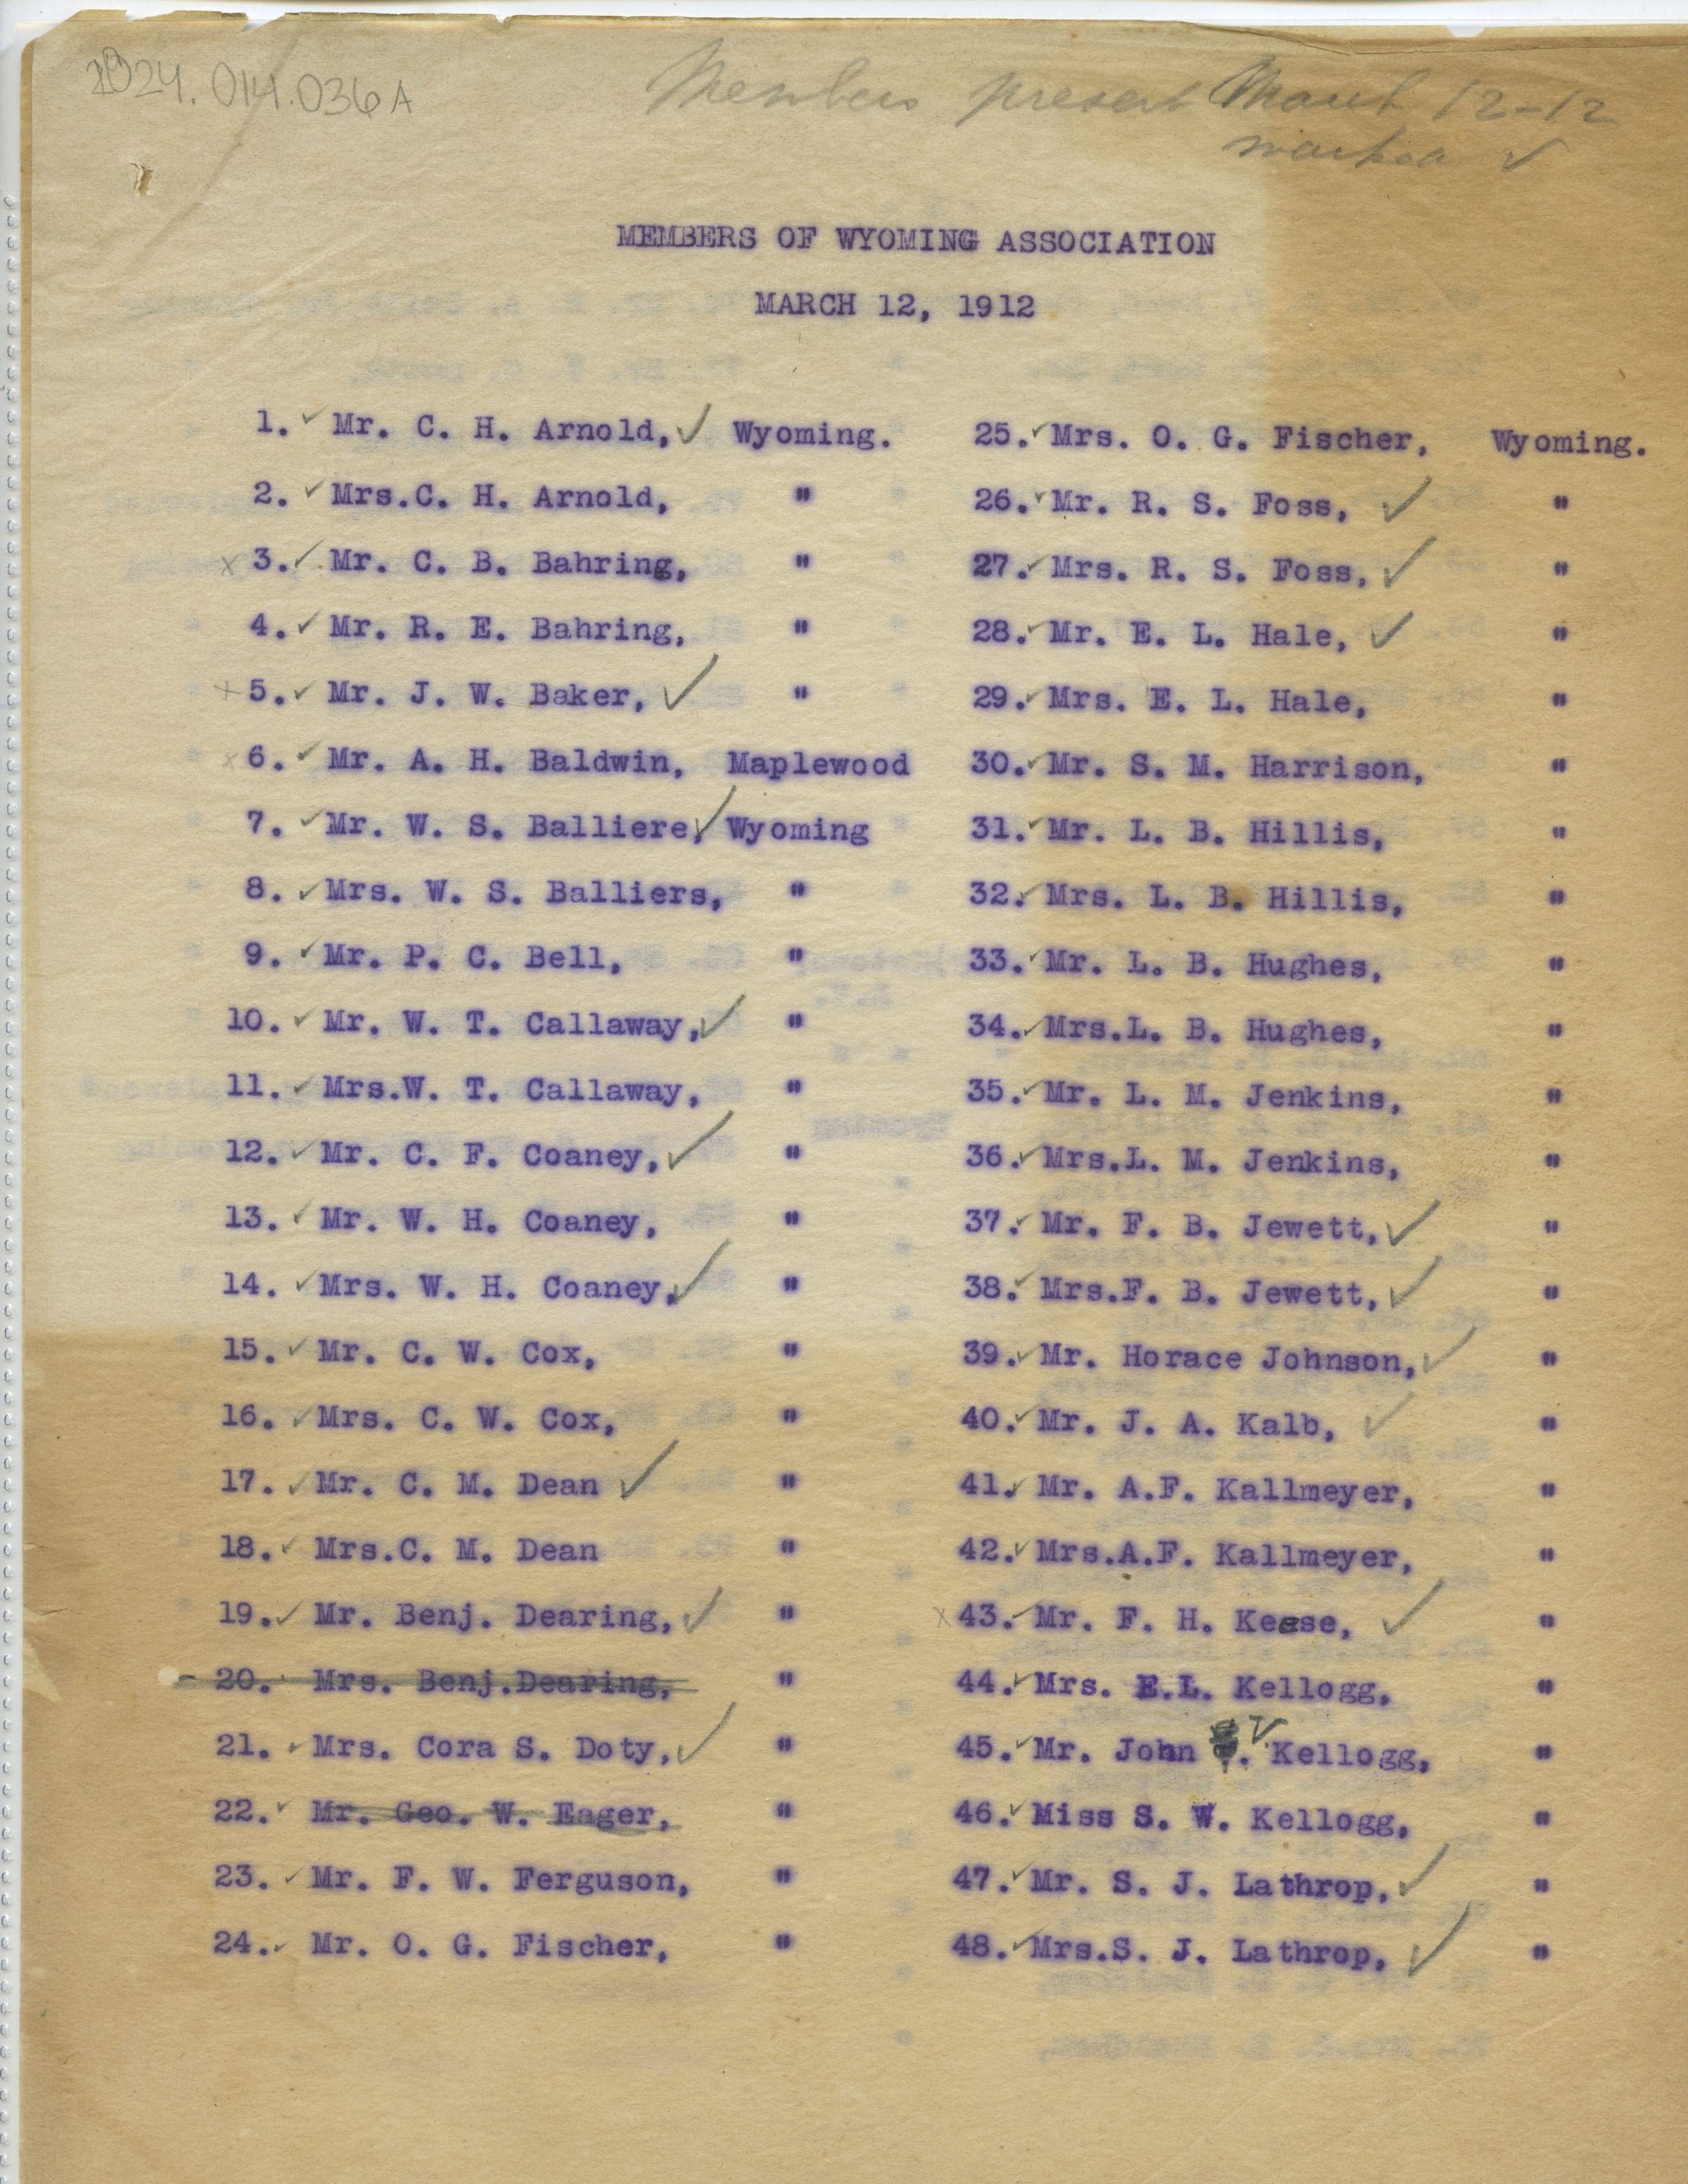 2024.014.036A
Members present March 12-12
marked ✓
MEMBERS OF WYOMING ASSOCIATION
MARCH 12, 1912
1. ✓ Mr. C. H. Arnold, ✓ Wyoming.
2. ✓ Mrs.C. H. Arnold, "
x 3. ✓ Mr. C. B. Bahring, "
4. ✓ Mr. R. E. Bahring, "
x 5. ✓ Mr. J. W. Baker, ✓ "
x 6. ✓ Mr. A. H. Baldwin, Maplewood
7. ✓ Mr. W. S. Balliere, ✓ Wyoming
8. ✓ Mrs. W. S. Balliers, "
9. ✓ Mr. P. C. Bell, "
10. ✓ Mr. W. T. Callaway, ✓ "
11. ✓ Mrs.W. T. Callaway, "
12. ✓ Mr. C. F. Coaney, ✓ "
13. ✓ Mr. W. H. Coaney, "
14. ✓ Mrs. W. H. Coaney, ✓ "
15. ✓ Mr. C. W. Cox, "
16. ✓ Mrs. C. W. Cox, "
17. ✓ Mr. C. M. Dean ✓ "
18. ✓ Mrs.C. M. Dean "
19. ✓ Mr. Benj. Dearing, ✓ "
20. Mrs. Benj.Dearing, "
21. ✓ Mrs. Cora S. Doty, ✓ "
22. ✓ Mr. Geo. W. Eager, "
23. ✓ Mr. F. W. Ferguson, "
24. ✓ Mr. O. G. Fischer, "
25. ✓ Mrs. O. G. Fischer, Wyoming.
26. ✓ Mr. R. S. Foss, ✓ "
27. ✓ Mrs. R. S. Foss, ✓ "
28. ✓ Mr. E. L. Hale, ✓ "
29. ✓ Mrs. E. L. Hale, "
30. ✓ Mr. S. M. Harrison, "
31. ✓ Mr. L. B. Hillis, "
32. ✓ Mrs. L. B. Hillis, "
33. ✓ Mr. L. B. Hughes, "
34. ✓ Mrs.L. B. Hughes, "
35. ✓ Mr. L. M. Jenkins, "
36. ✓ Mrs.L. M. Jenkins, "
37. ✓ Mr. F. B. Jewett, ✓ "
38. ✓ Mrs.F. B. Jewett, ✓ "
39. ✓ Mr. Horace Johnson, ✓ "
40. ✓ Mr. J. A. Kalb, ✓ "
41. ✓ Mr. A.F. Kallmeyer, "
42. ✓ Mrs.A.F. Kallmeyer, "
x 43. ✓ Mr. F. H. Keese, ✓ "
44. ✓ Mrs. E.L. Kellogg, "
45. ✓ Mr. John V. Kellogg, "
46. ✓ Miss S. W. Kellogg, "
47. ✓ Mr. S. J. Lathrop, ✓ "
48. ✓ Mrs.S. J. Lathrop, ✓ "